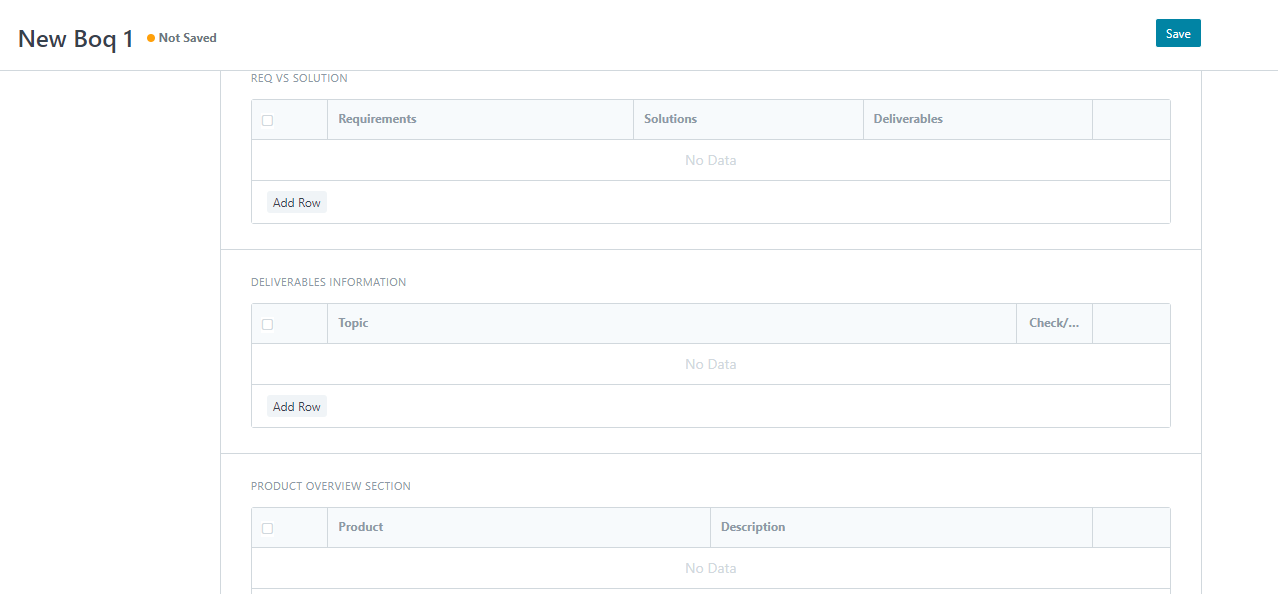 New Boq 1 Not Saved Save
REQ VS SOLUTION
Requirements Solutions Deliverables
No Data
Add Row
DELIVERABLES INFORMATION
Topic Check/...
No Data
Add Row
PRODUCT OVERVIEW SECTION
Product Description
No Data